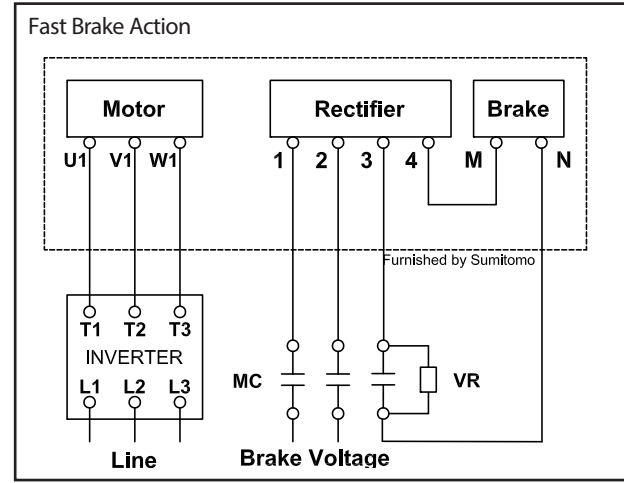 Fast Brake Action
Motor Rectifier Brake
U1 V1 W1 1 2 3 4 M N
Furnished by Sumitomo
T1 T2 T3
INVERTER
MC VR
L1 L2 L3
Line Brake Voltage